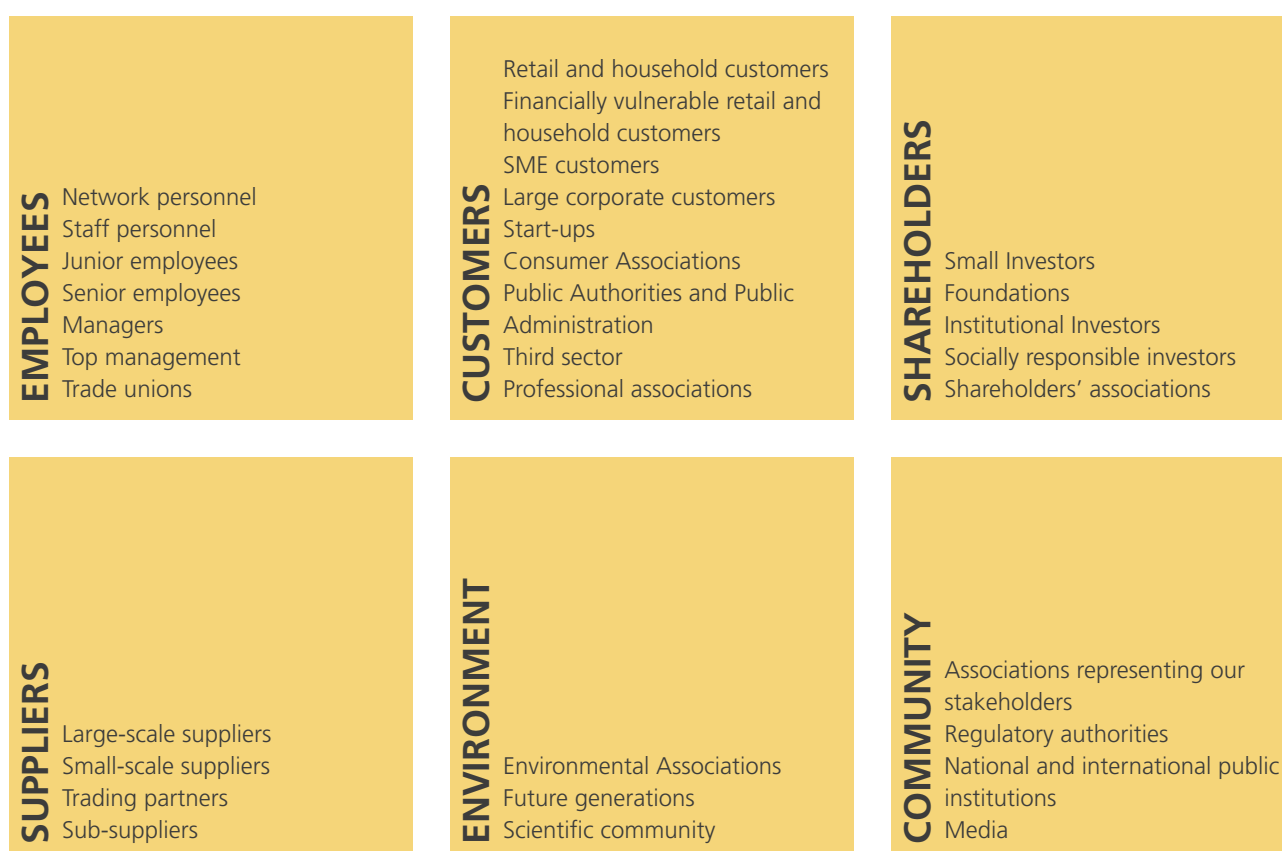 EMPLOYEES
Network personnel
Staff personnel
Junior employees
Senior employees
Managers
Top management
Trade unions
CUSTOMERS
Retail and household customers
Financially vulnerable retail and
household customers
SME customers
Large corporate customers
Start-ups
Consumer Associations
Public Authorities and Public
Administration
Third sector
Professional associations
SHAREHOLDERS
Small Investors
Foundations
Institutional Investors
Socially responsible investors
Shareholders’ associations
SUPPLIERS
Large-scale suppliers
Small-scale suppliers
Trading partners
Sub-suppliers
ENVIRONMENT
Environmental Associations
Future generations
Scientific community
COMMUNITY
Associations representing our
stakeholders
Regulatory authorities
National and international public
institutions
Media